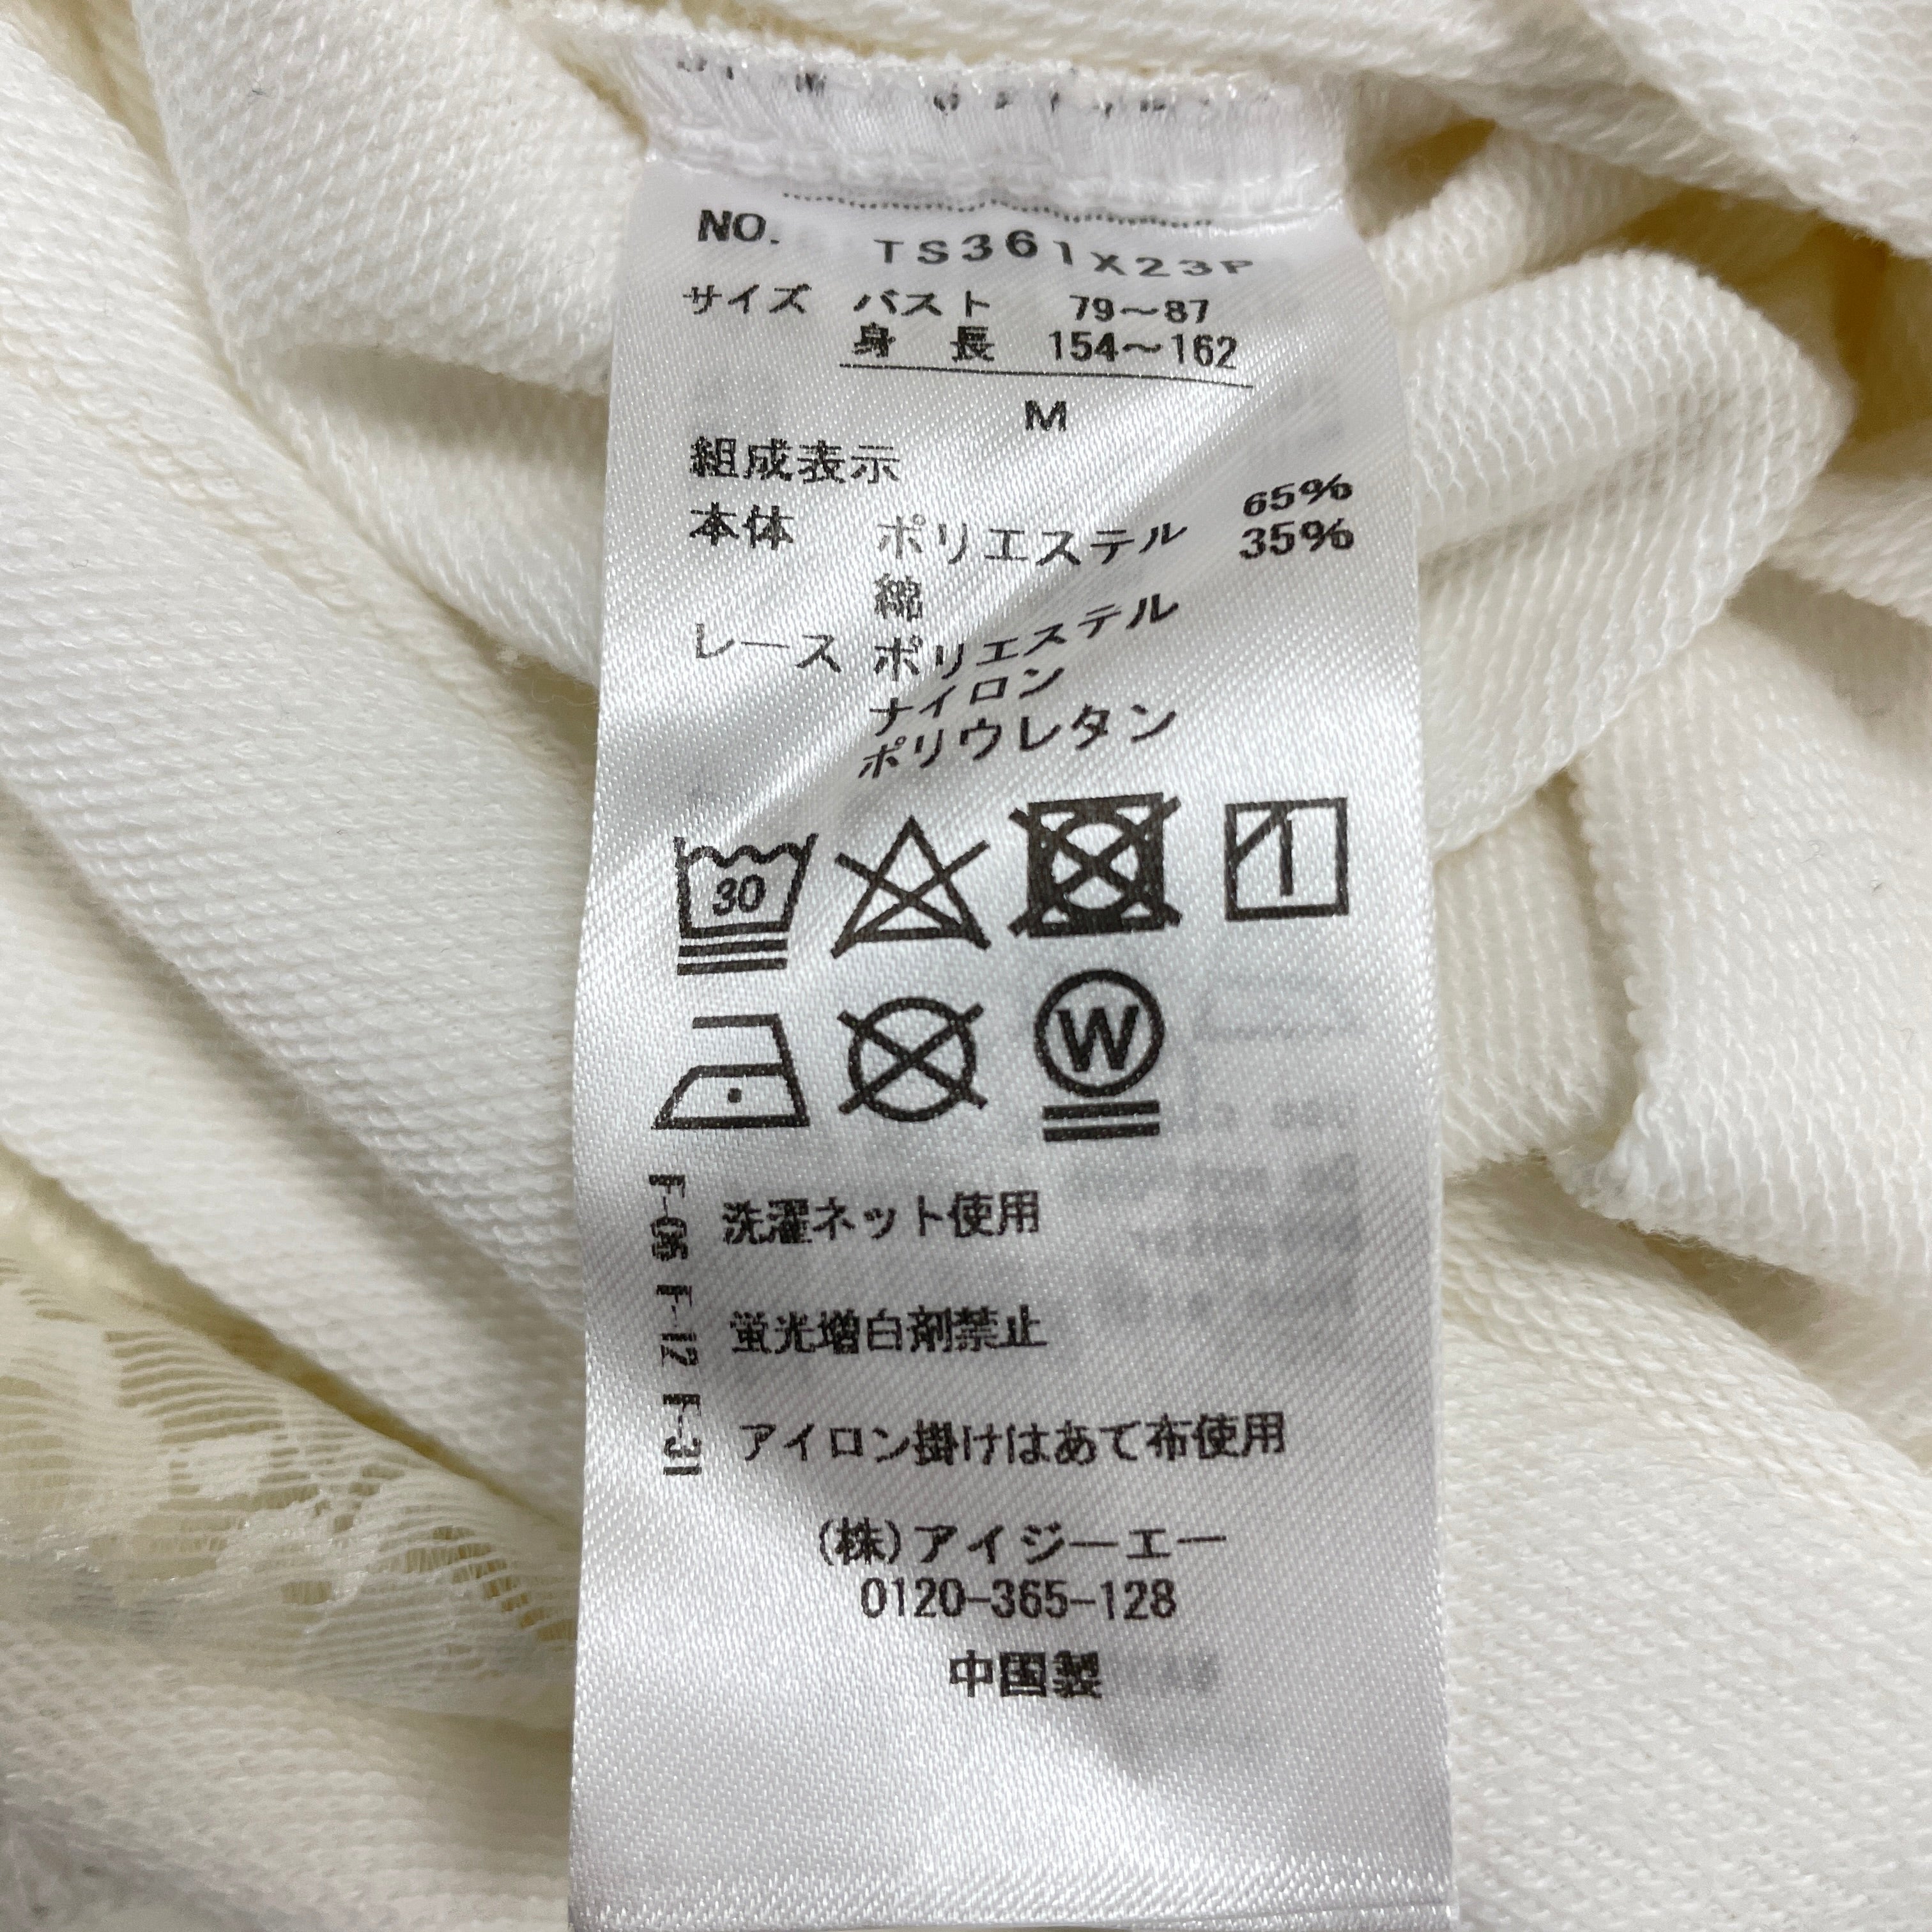 NO. TS361X23P
サイズ バスト 79～87
身長 154～162
M
組成表示
本体 ポリエステル 65%
綿 35%
レース ポリエステル
ナイロン
ポリウレタン
30
W
F-06 洗濯ネット使用
F-12 蛍光増白剤禁止
F-31 アイロン掛けはあて布使用
(株)アイジーエー
0120-365-128
中国製